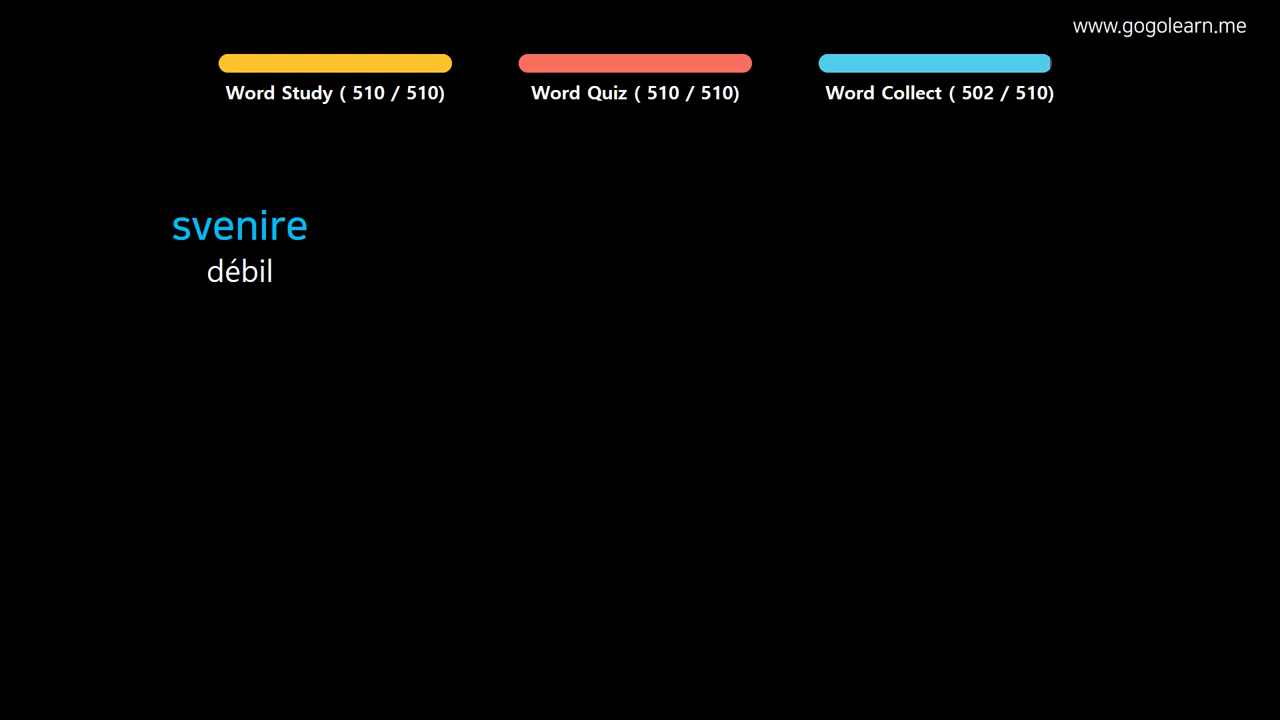 www.gogolearn.me
Word Study ( 510 / 510)
Word Quiz ( 510 / 510)
Word Collect ( 502 / 510)
svenire
débil